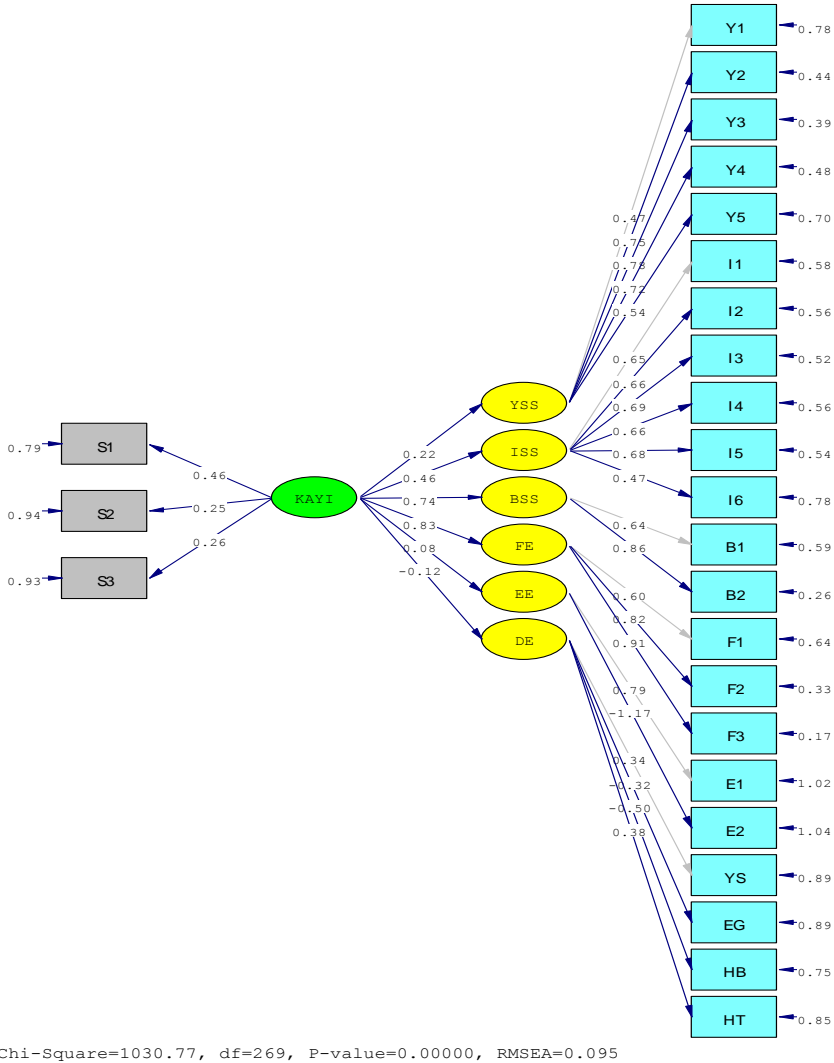 Y1
0.78
Y2
0.44
Y3
0.39
Y4
0.48
Y5
0.70
I1
0.58
I2
0.56
I3
0.52
I4
0.56
I5
0.54
I6
0.78
B1
0.59
B2
0.26
F1
0.64
F2
0.33
F3
0.17
E1
1.02
E2
1.04
YS
0.89
EG
0.89
HB
0.75
HT
0.85
0.47
0.75
0.78
0.72
0.54
0.65
0.66
0.69
0.66
0.68
0.47
0.64
0.86
0.60
0.82
0.91
0.79
-1.17
0.34
-0.32
-0.50
0.38
YSS
ISS
BSS
FE
EE
DE
0.22
0.46
0.74
0.83
0.08
-0.12
KAYI
0.46
0.25
0.26
0.79
S1
0.94
S2
0.93
S3
Chi-Square=1030.77, df=269, P-value=0.00000, RMSEA=0.095